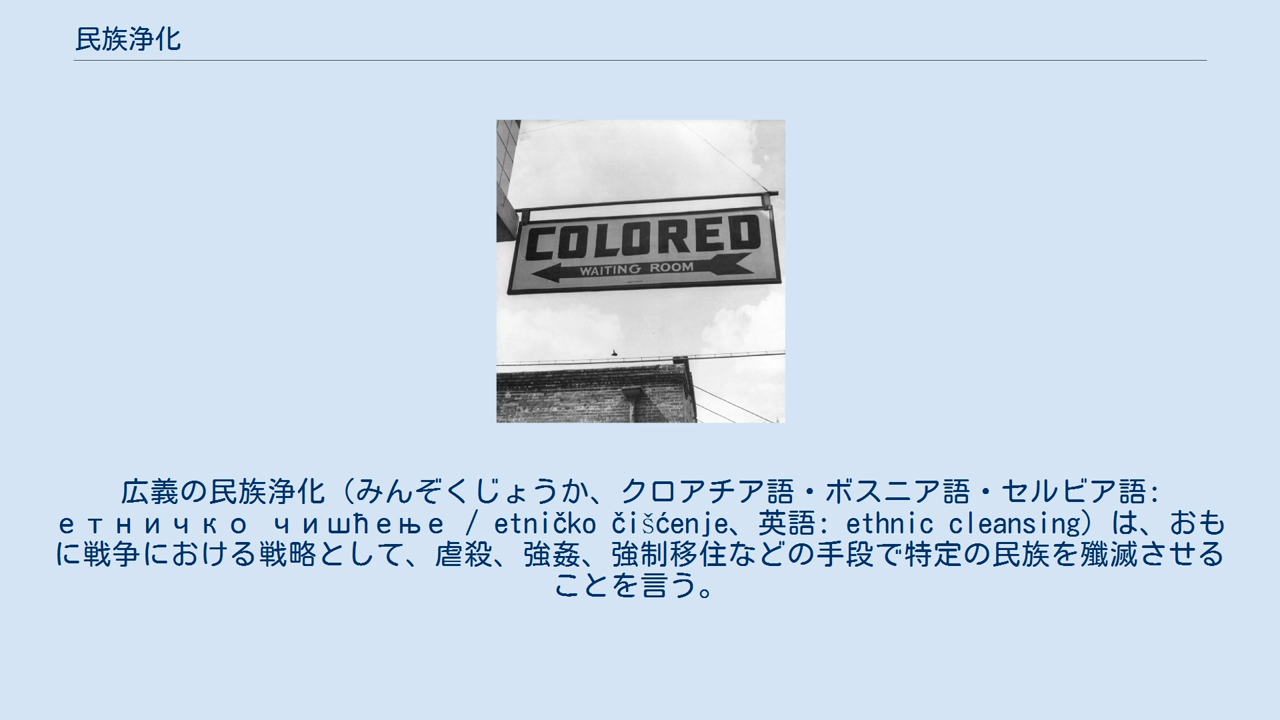 民族浄化
COLORED
WAITING ROOM
広義の民族浄化（みんぞくじょうか、クロアチア語・ボスニア語・セルビア語:
етничко чишћење / etničko čišćenje、英語: ethnic cleansing）は、おも
に戦争における戦略として、虐殺、強姦、強制移住などの手段で特定の民族を殲滅させる
ことを言う。